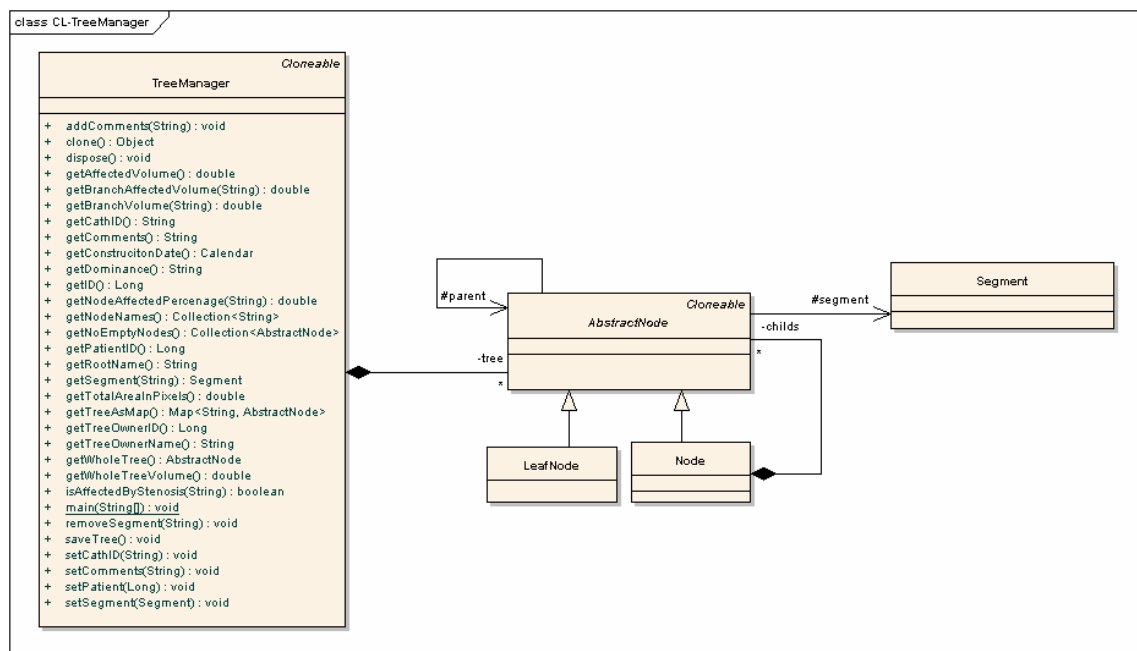 class CL-TreeManager
Cloneable
TreeManager
+ addComments(String) : void
+ clone() : Object
+ dispose() : void
+ getAffectedVolume() : double
+ getBranchAffectedVolume(String) : double
+ getBranchVolume(String) : double
+ getCathID() : String
+ getComments() : String
+ getConstrucitonDate() : Calendar
+ getDominance() : String
+ getID() : Long
+ getNodeAffectedPercenage(String) : double
+ getNodeNames() : Collection<String>
+ getNoEmptyNodes() : Collection<AbstractNode>
+ getPatientID() : Long
+ getRootName() : String
+ getSegment(String) : Segment
+ getTotalAreaInPixels() : double
+ getTreeAsMap() : Map<String, AbstractNode>
+ getTreeOwnerID() : Long
+ getTreeOwnerName() : String
+ getWholeTree() : AbstractNode
+ getWholeTreeVolume() : double
+ isAffectedByStenosis(String) : boolean
+ main(String[]) : void
+ removeSegment(String) : void
+ saveTree() : void
+ setCathID(String) : void
+ setComments(String) : void
+ setPatient(Long) : void
+ setSegment(Segment) : void
#parent
Cloneable
AbstractNode
-tree
*
#segment
-childs
*
Segment
LeafNode
Node